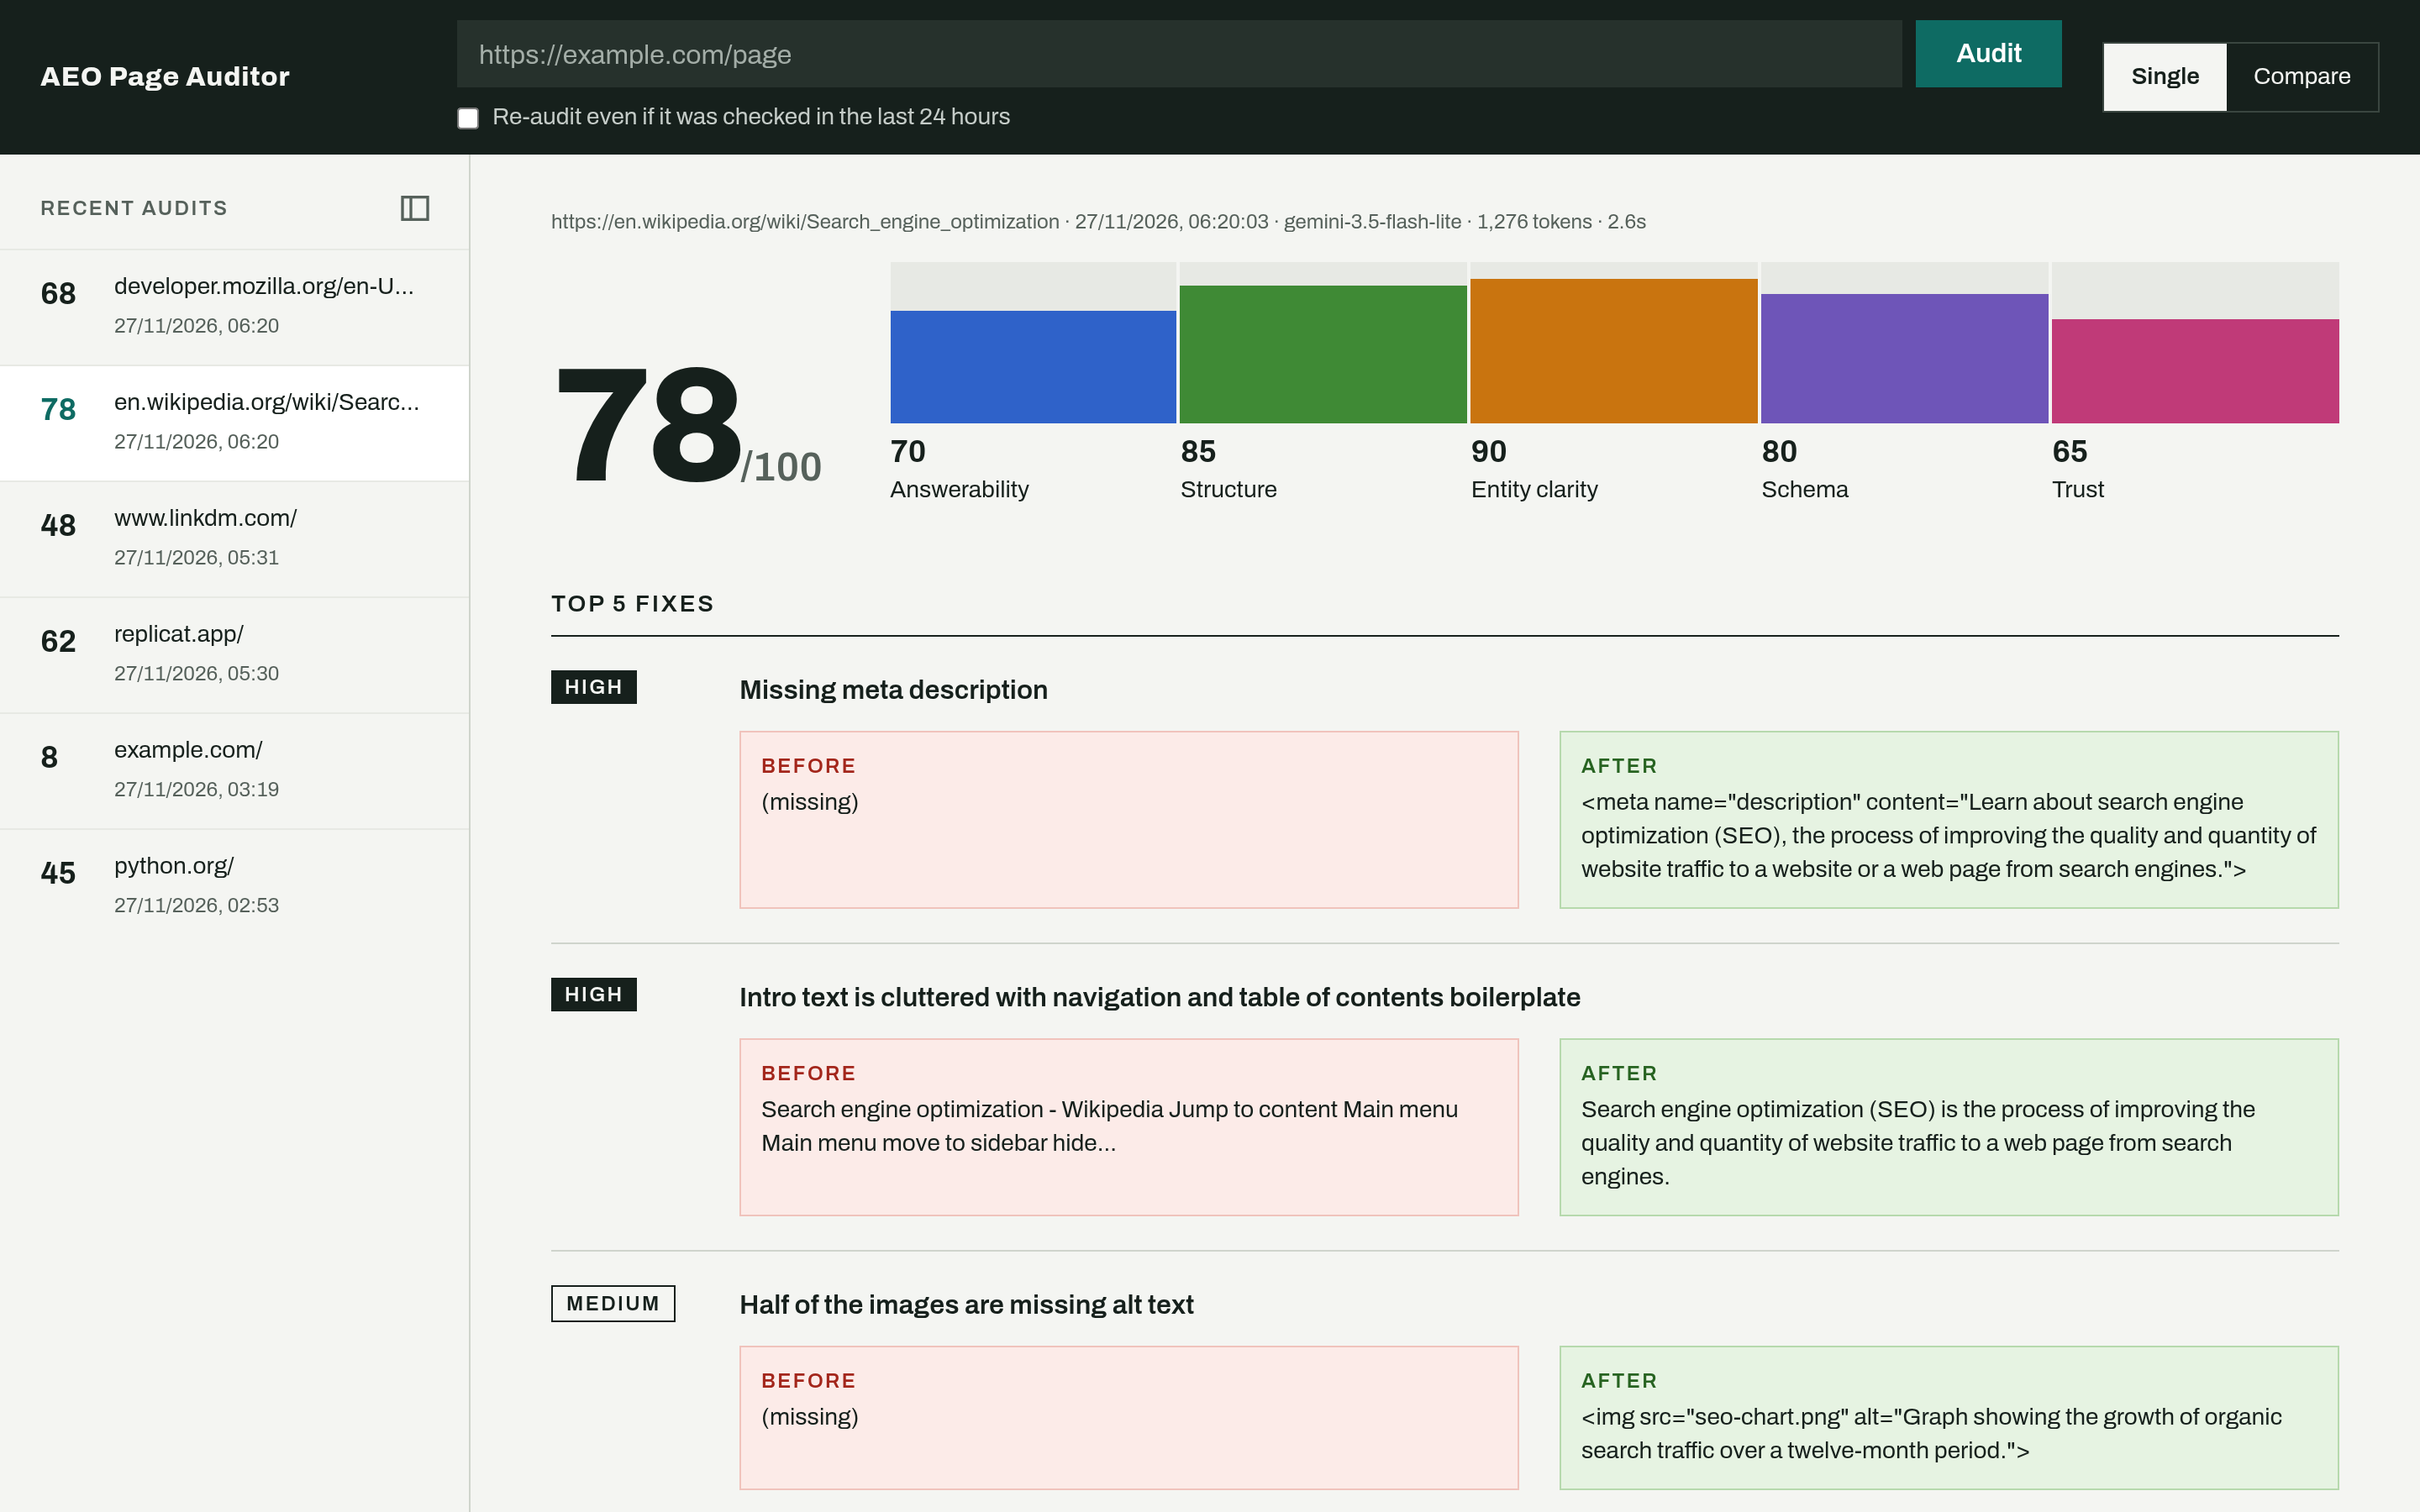 AEO Page Auditor
https://example.com/page
Audit
Single
Compare
Re-audit even if it was checked in the last 24 hours
RECENT AUDITS
68
developer.mozilla.org/en-U...
27/11/2026, 06:20
78
en.wikipedia.org/wiki/Searc...
27/11/2026, 06:20
48
www.linkdm.com/
27/11/2026, 05:31
62
replicat.app/
27/11/2026, 05:30
8
example.com/
27/11/2026, 03:19
45
python.org/
27/11/2026, 02:53
https://en.wikipedia.org/wiki/Search_engine_optimization · 27/11/2026, 06:20:03 · gemini-3.5-flash-lite · 1,276 tokens · 2.6s
78/100
70
Answerability
85
Structure
90
Entity clarity
80
Schema
65
Trust
TOP 5 FIXES
HIGH
Missing meta description
BEFORE
(missing)
AFTER
<meta name="description" content="Learn about search engine
optimization (SEO), the process of improving the quality and quantity of
website traffic to a website or a web page from search engines.">
HIGH
Intro text is cluttered with navigation and table of contents boilerplate
BEFORE
Search engine optimization - Wikipedia Jump to content Main menu
Main menu move to sidebar hide...
AFTER
Search engine optimization (SEO) is the process of improving the
quality and quantity of website traffic to a web page from search
engines.
MEDIUM
Half of the images are missing alt text
BEFORE
(missing)
AFTER
<img src="seo-chart.png" alt="Graph showing the growth of organic
search traffic over a twelve-month period.">